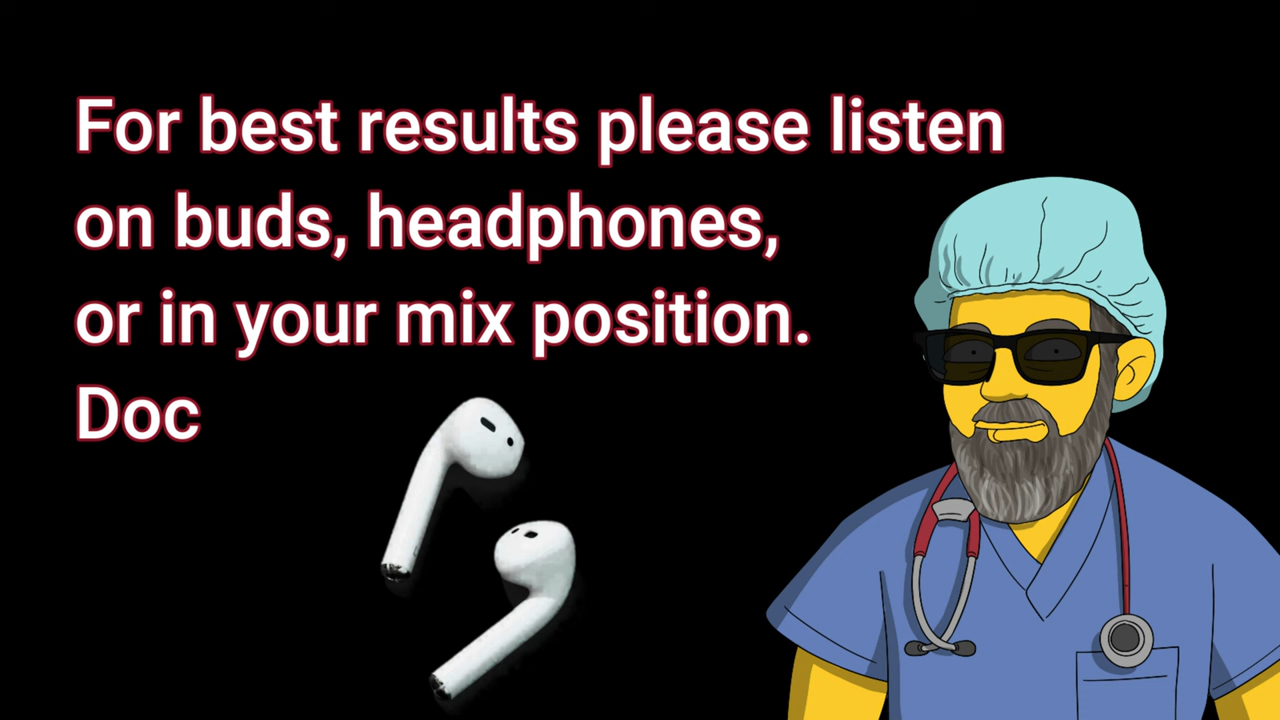 For best results please listen
on buds, headphones,
or in your mix position.
Doc